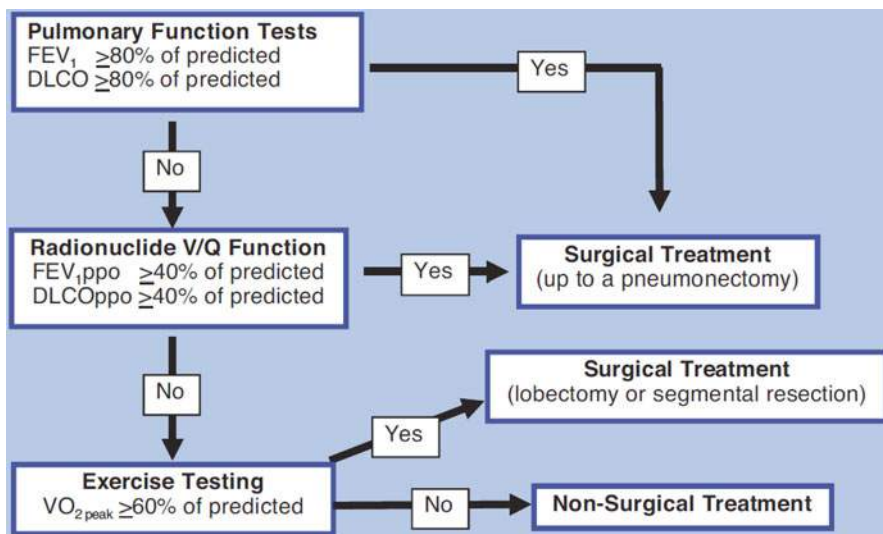 Pulmonary Function Tests
FEV₁ ≥80% of predicted
DLCO ≥80% of predicted
Yes
No
Radionuclide V/Q Function
FEV₁ppo ≥40% of predicted
DLCOppo ≥40% of predicted
Yes
Surgical Treatment
(up to a pneumonectomy)
No
Surgical Treatment
(lobectomy or segmental resection)
Yes
Exercise Testing
VO₂ peak ≥60% of predicted
No
Non-Surgical Treatment